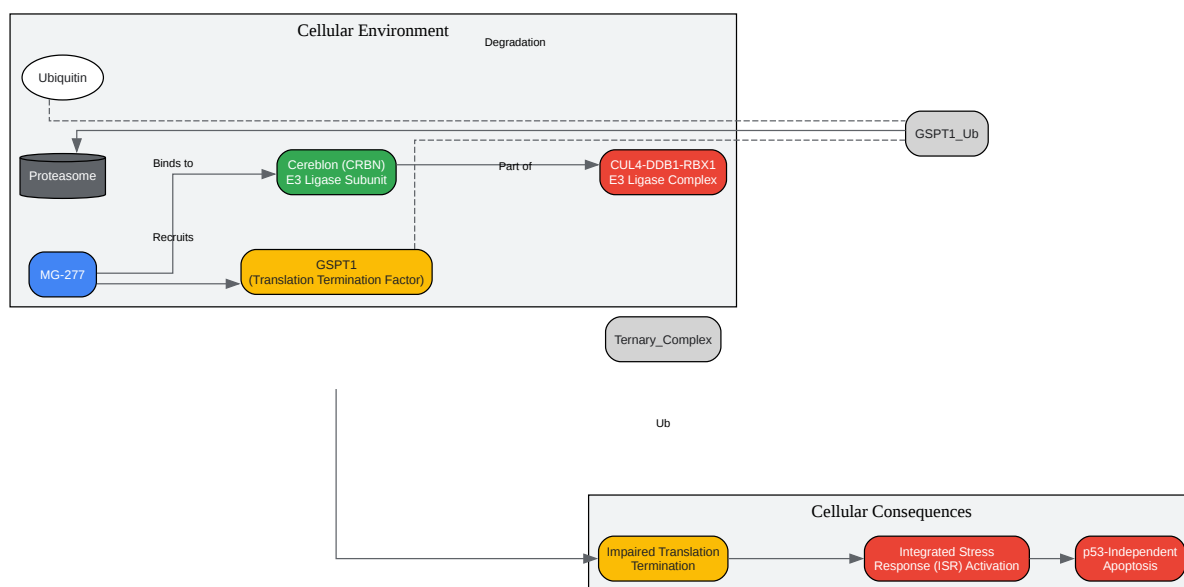 Cellular Environment
Degradation
Ubiquitin
GSPT1_Ub
Proteasome
Binds to
Cereblon (CRBN)
E3 Ligase Subunit
Part of
CUL4-DDB1-RBX1
E3 Ligase Complex
Recruits
MG-277
GSPT1
(Translation Termination Factor)
Ternary_Complex
Ub
Cellular Consequences
Impaired Translation
Termination
Integrated Stress
Response (ISR) Activation
p53-Independent
Apoptosis